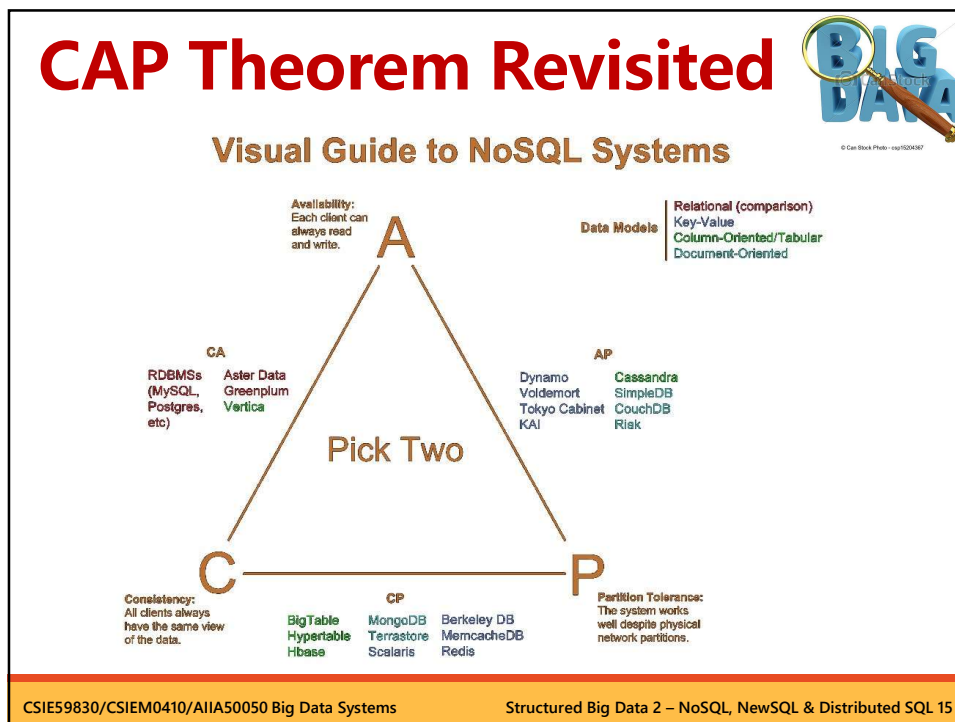 CAP Theorem Revisited
BIG
DATA
© CanStock
© Can Stock Photo - csp15204367
Visual Guide to NoSQL Systems
Availability:
Each client can
always read
and write.
A
Data Models
Relational (comparison)
Key-Value
Column-Oriented/Tabular
Document-Oriented
CA
RDBMSs
(MySQL,
Postgres,
etc)
Aster Data
Greenplum
Vertica
AP
Dynamo
Voldemort
Tokyo Cabinet
KAI
Cassandra
SimpleDB
CouchDB
Risk
Pick Two
C
P
Consistency:
All clients always
have the same view
of the data.
CP
BigTable
Hypertable
Hbase
MongoDB
Terrastore
Scalaris
Berkeley DB
MemcacheDB
Redis
Partition Tolerance:
The system works
well despite physical
network partitions.
CSIE59830/CSIEM0410/AIIA50050 Big Data Systems
Structured Big Data 2 – NoSQL, NewSQL & Distributed SQL 15